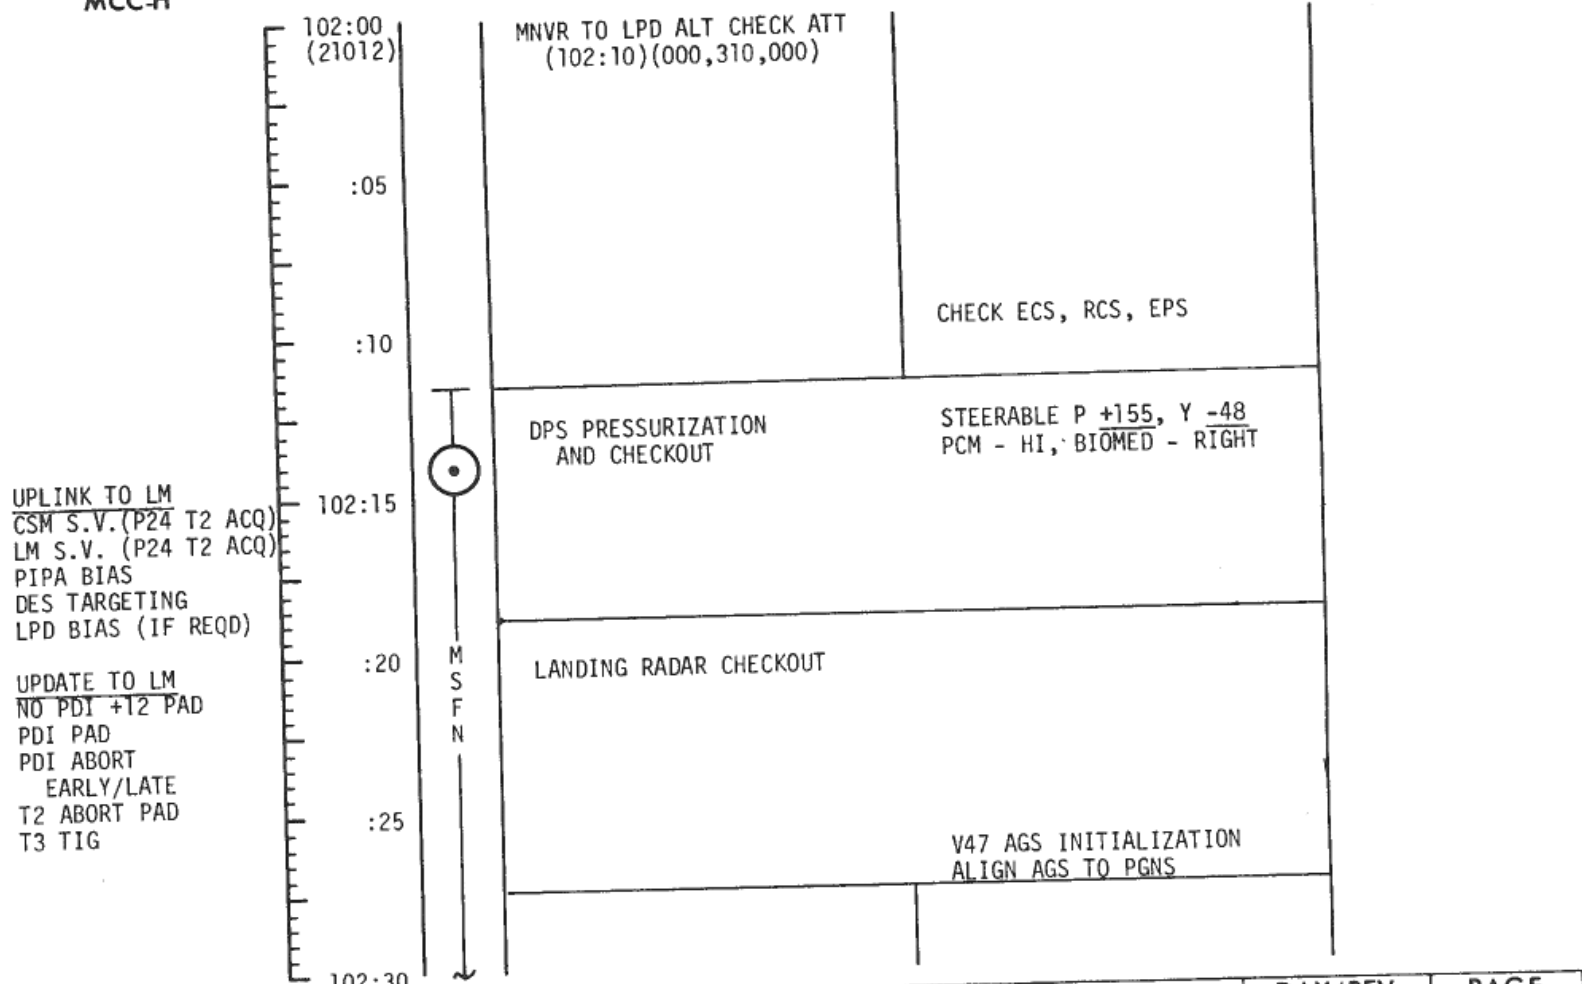 MCC-H
102:00
(21012)
MNVR TO LPD ALT CHECK ATT
(102:10)(000,310,000)
:05
CHECK ECS, RCS, EPS
:10
DPS PRESSURIZATION
AND CHECKOUT
STEERABLE P +155, Y -48
PCM - HI, BIOMED - RIGHT
102:15
UPLINK TO LM
CSM S.V.(P24 T2 ACQ)
LM S.V. (P24 T2 ACQ)
PIPA BIAS
DES TARGETING
LPD BIAS (IF REQD)
:20
MSFN
LANDING RADAR CHECKOUT
UPDATE TO LM
NO PDI +12 PAD
PDI PAD
PDI ABORT
EARLY/LATE
T2 ABORT PAD
T3 TIG
:25
V47 AGS INITIALIZATION
ALIGN AGS TO PGNS
102:30
DAY/REV
PAGE